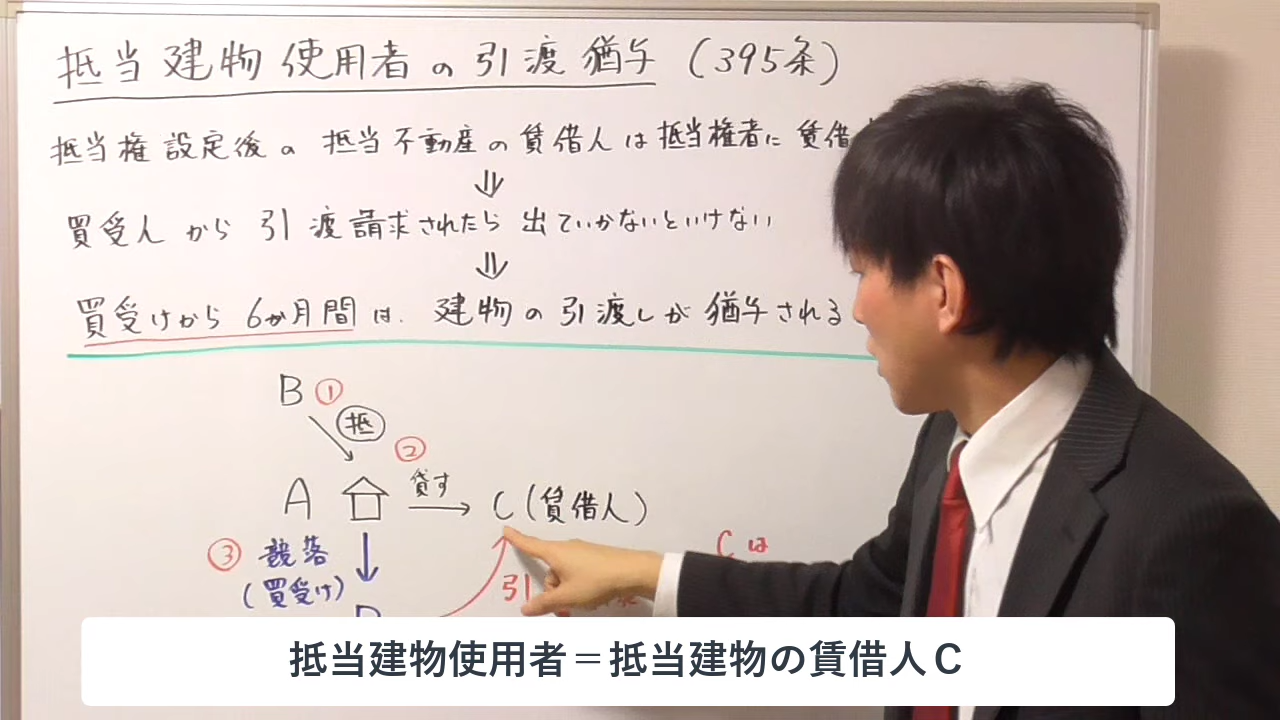 抵当建物使用者の引渡猶予 (395条)
抵当権設定後の 抵当不動産の賃借人は抵当権者に 賃借
⇓
買受人から 引渡請求されたら 出ていかないといけない
⇓
買受けから 6か月間は、建物の引渡しが猶予される
B ①
抵
②
A 貸す C (賃借人)
③ 競落
(買受け)
Cは
引
抵当建物使用者=抵当建物の賃借人C